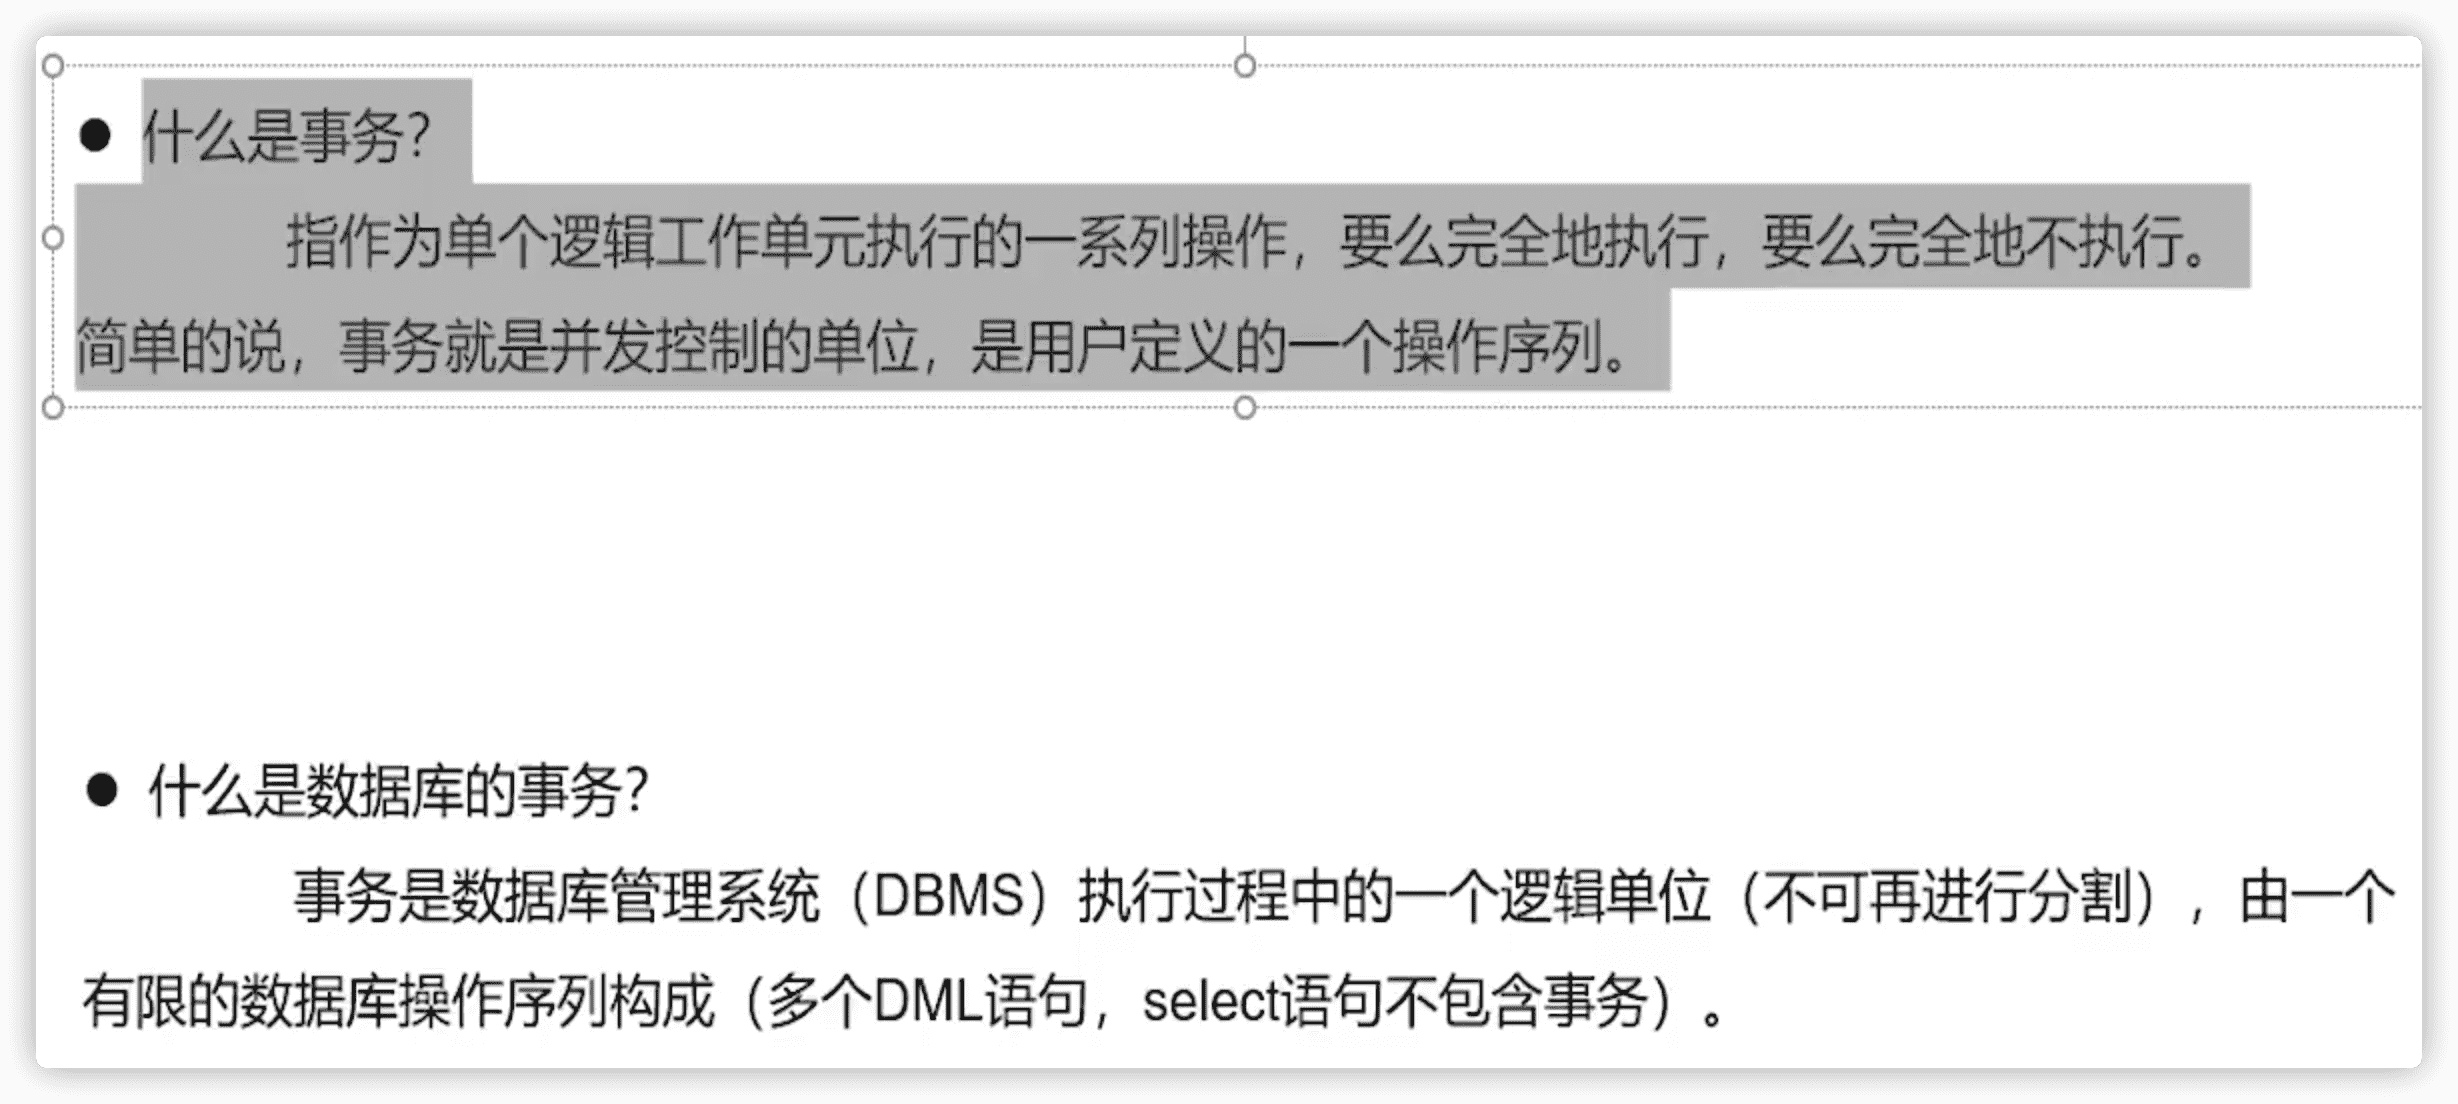 ● 什么是事务？
指作为单个逻辑工作单元执行的一系列操作，要么完全地执行，要么完全地不执行。
简单的说，事务就是并发控制的单位，是用户定义的一个操作序列。
● 什么是数据库的事务？
事务是数据库管理系统（DBMS）执行过程中的一个逻辑单位（不可再进行分割），由一个
有限的数据库操作序列构成（多个DML语句，select语句不包含事务）。